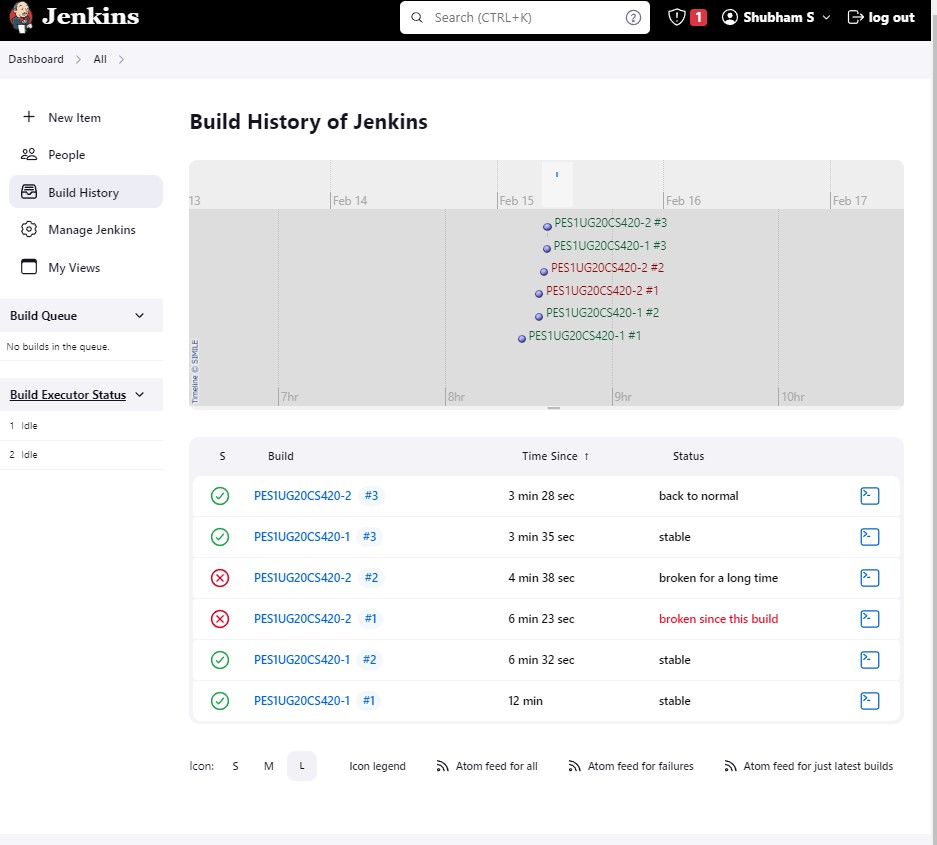 Jenkins
Search (CTRL+K)
?
1
Shubham S
log out
Dashboard > All >
New Item
People
Build History
Manage Jenkins
My Views
Build Queue
No builds in the queue.
Build Executor Status
1 Idle
2 Idle
Build History of Jenkins
13 Feb 14 Feb 15 Feb 16 Feb 17
PES1UG20CS420-2 #3
PES1UG20CS420-1 #3
PES1UG20CS420-2 #2
PES1UG20CS420-2 #1
PES1UG20CS420-1 #2
PES1UG20CS420-1 #1
Timeline © SIMILE
7hr 8hr 9hr 10hr
S Build Time Since ↑ Status
PES1UG20CS420-2 #3 3 min 28 sec back to normal
PES1UG20CS420-1 #3 3 min 35 sec stable
PES1UG20CS420-2 #2 4 min 38 sec broken for a long time
PES1UG20CS420-2 #1 6 min 23 sec broken since this build
PES1UG20CS420-1 #2 6 min 32 sec stable
PES1UG20CS420-1 #1 12 min stable
Icon: S M L Icon legend Atom feed for all Atom feed for failures Atom feed for just latest builds